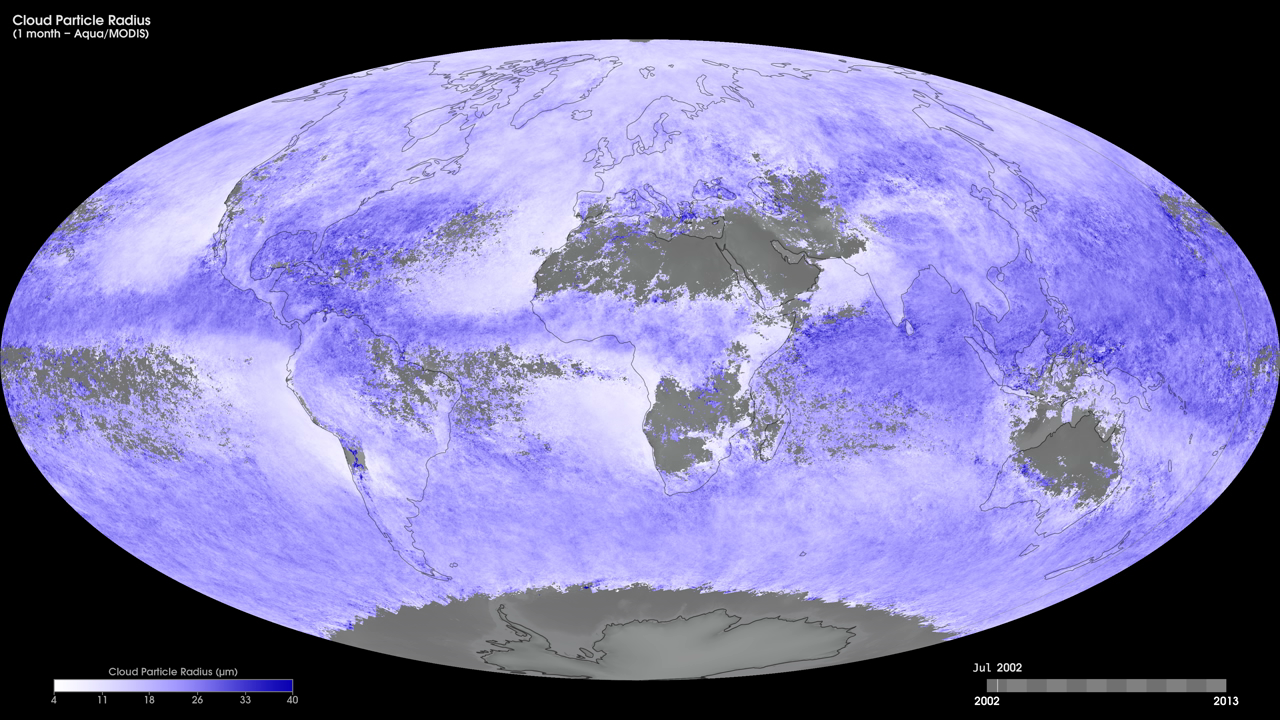 Cloud Particle Radius
(1 month – Aqua/MODIS)
Cloud Particle Radius (µm)
4 11 18 26 33 40
Jul 2002
2002 2013